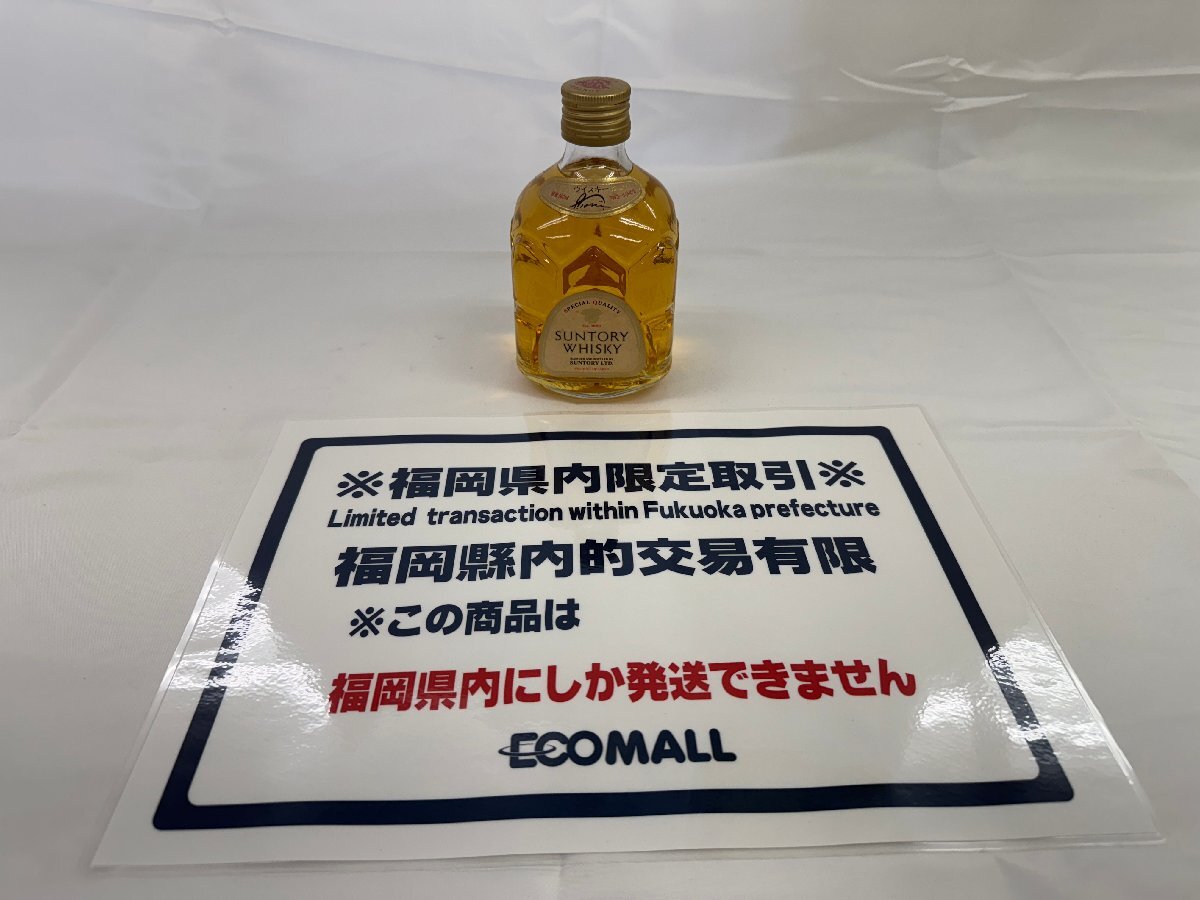 ウイスキー
SPECIAL QUALITY
SUNTORY
WHISKY
SUNTORY LTD.
※福岡県内限定取引※
Limited transaction within Fukuoka prefecture
福岡縣内的交易有限
※この商品は
福岡県内にしか発送できません
ECOMALL